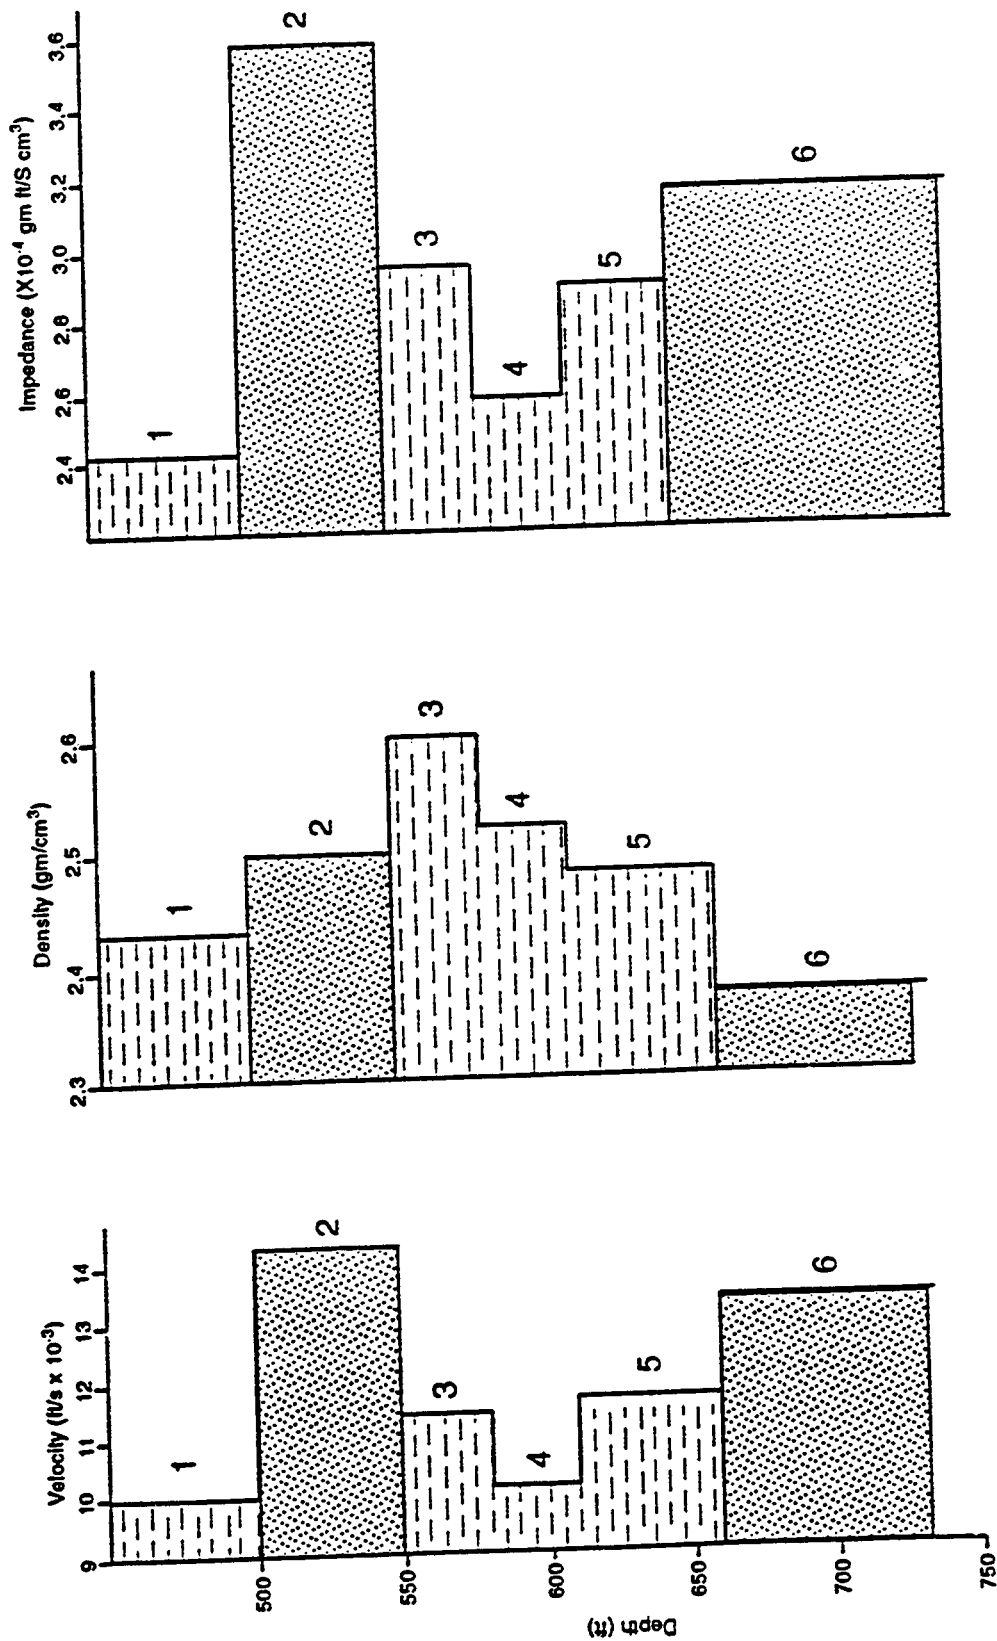 Impedance (X10⁻⁴ gm ft/S cm³)
2.4 2.6 2.8 3.0 3.2 3.4 3.6
1
2
3
4
5
6
Density (gm/cm³)
2.3 2.4 2.5 2.6
1
2
3
4
5
6
Velocity (ft/s x 10⁻³)
9 10 11 12 13 14
1
2
3
4
5
6
500 550 600 650 700 750
Depth (ft)